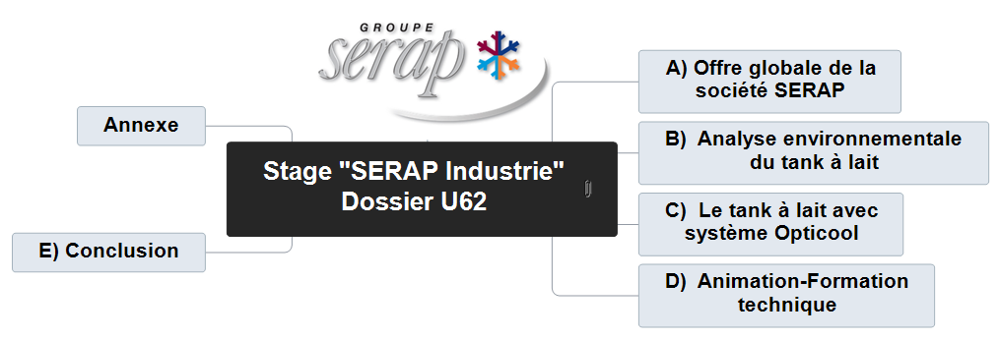 GROUPE
serap
A) Offre globale de la
société SERAP
Annexe
B) Analyse environnementale
du tank à lait
Stage "SERAP Industrie"
Dossier U62
C) Le tank à lait avec
système Opticool
E) Conclusion
D) Animation-Formation
technique